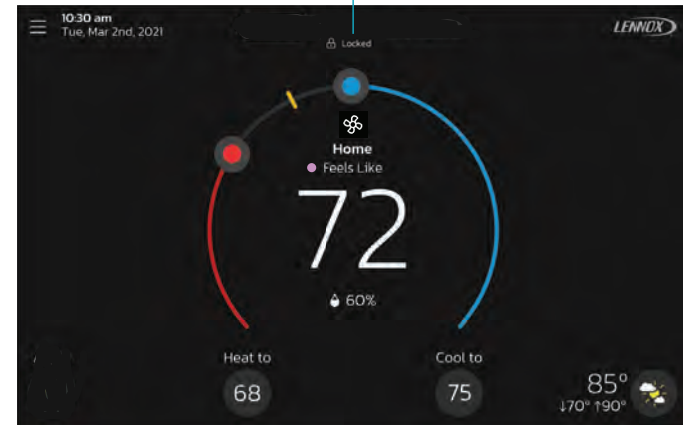 10:30 am
Tue, Mar 2nd, 2021
LENNOX
Locked
Home
Feels Like
72
60%
Heat to
68
Cool to
75
85°
↓70° ↑90°